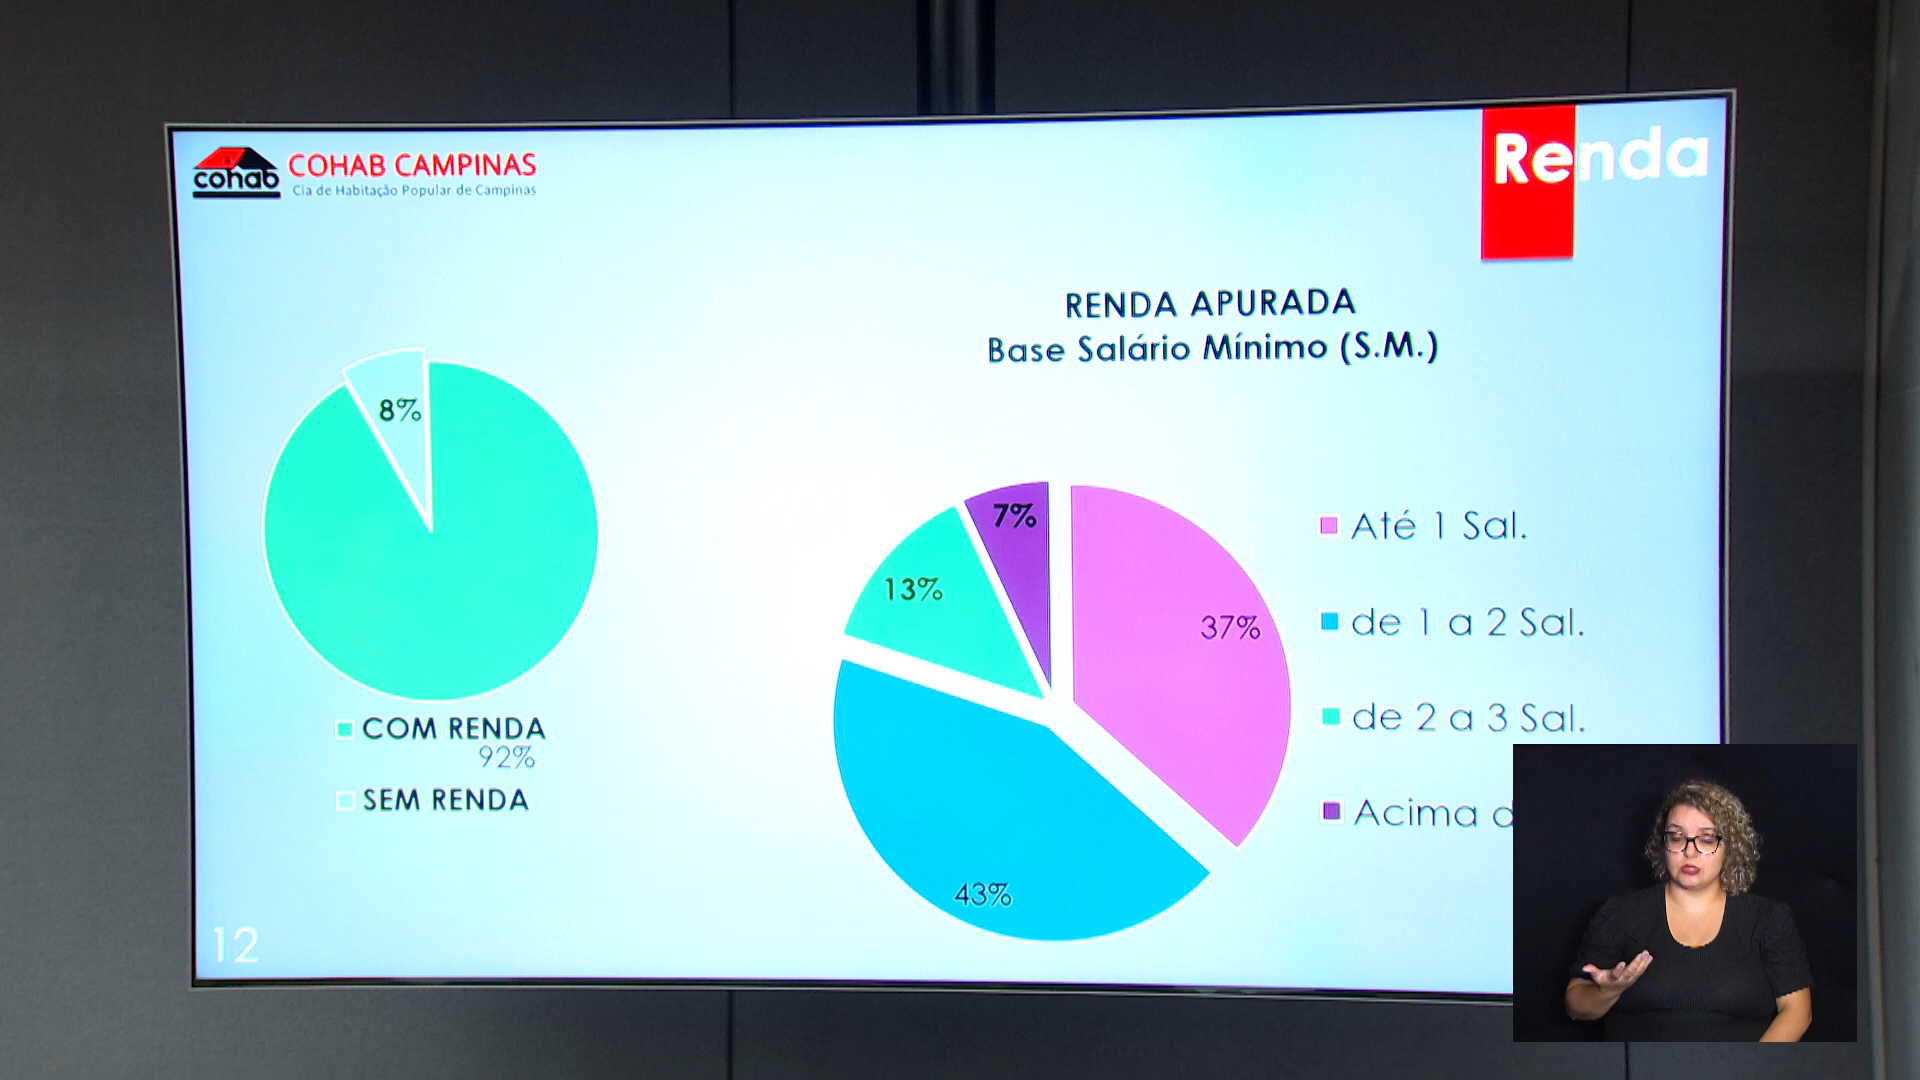 cohab
COHAB CAMPINAS
Cia de Habitação Popular de Campinas
Renda
RENDA APURADA
Base Salário Mínimo (S.M.)
8%
COM RENDA
92%
SEM RENDA
7%
13%
37%
43%
Até 1 Sal.
de 1 a 2 Sal.
de 2 a 3 Sal.
Acima
12